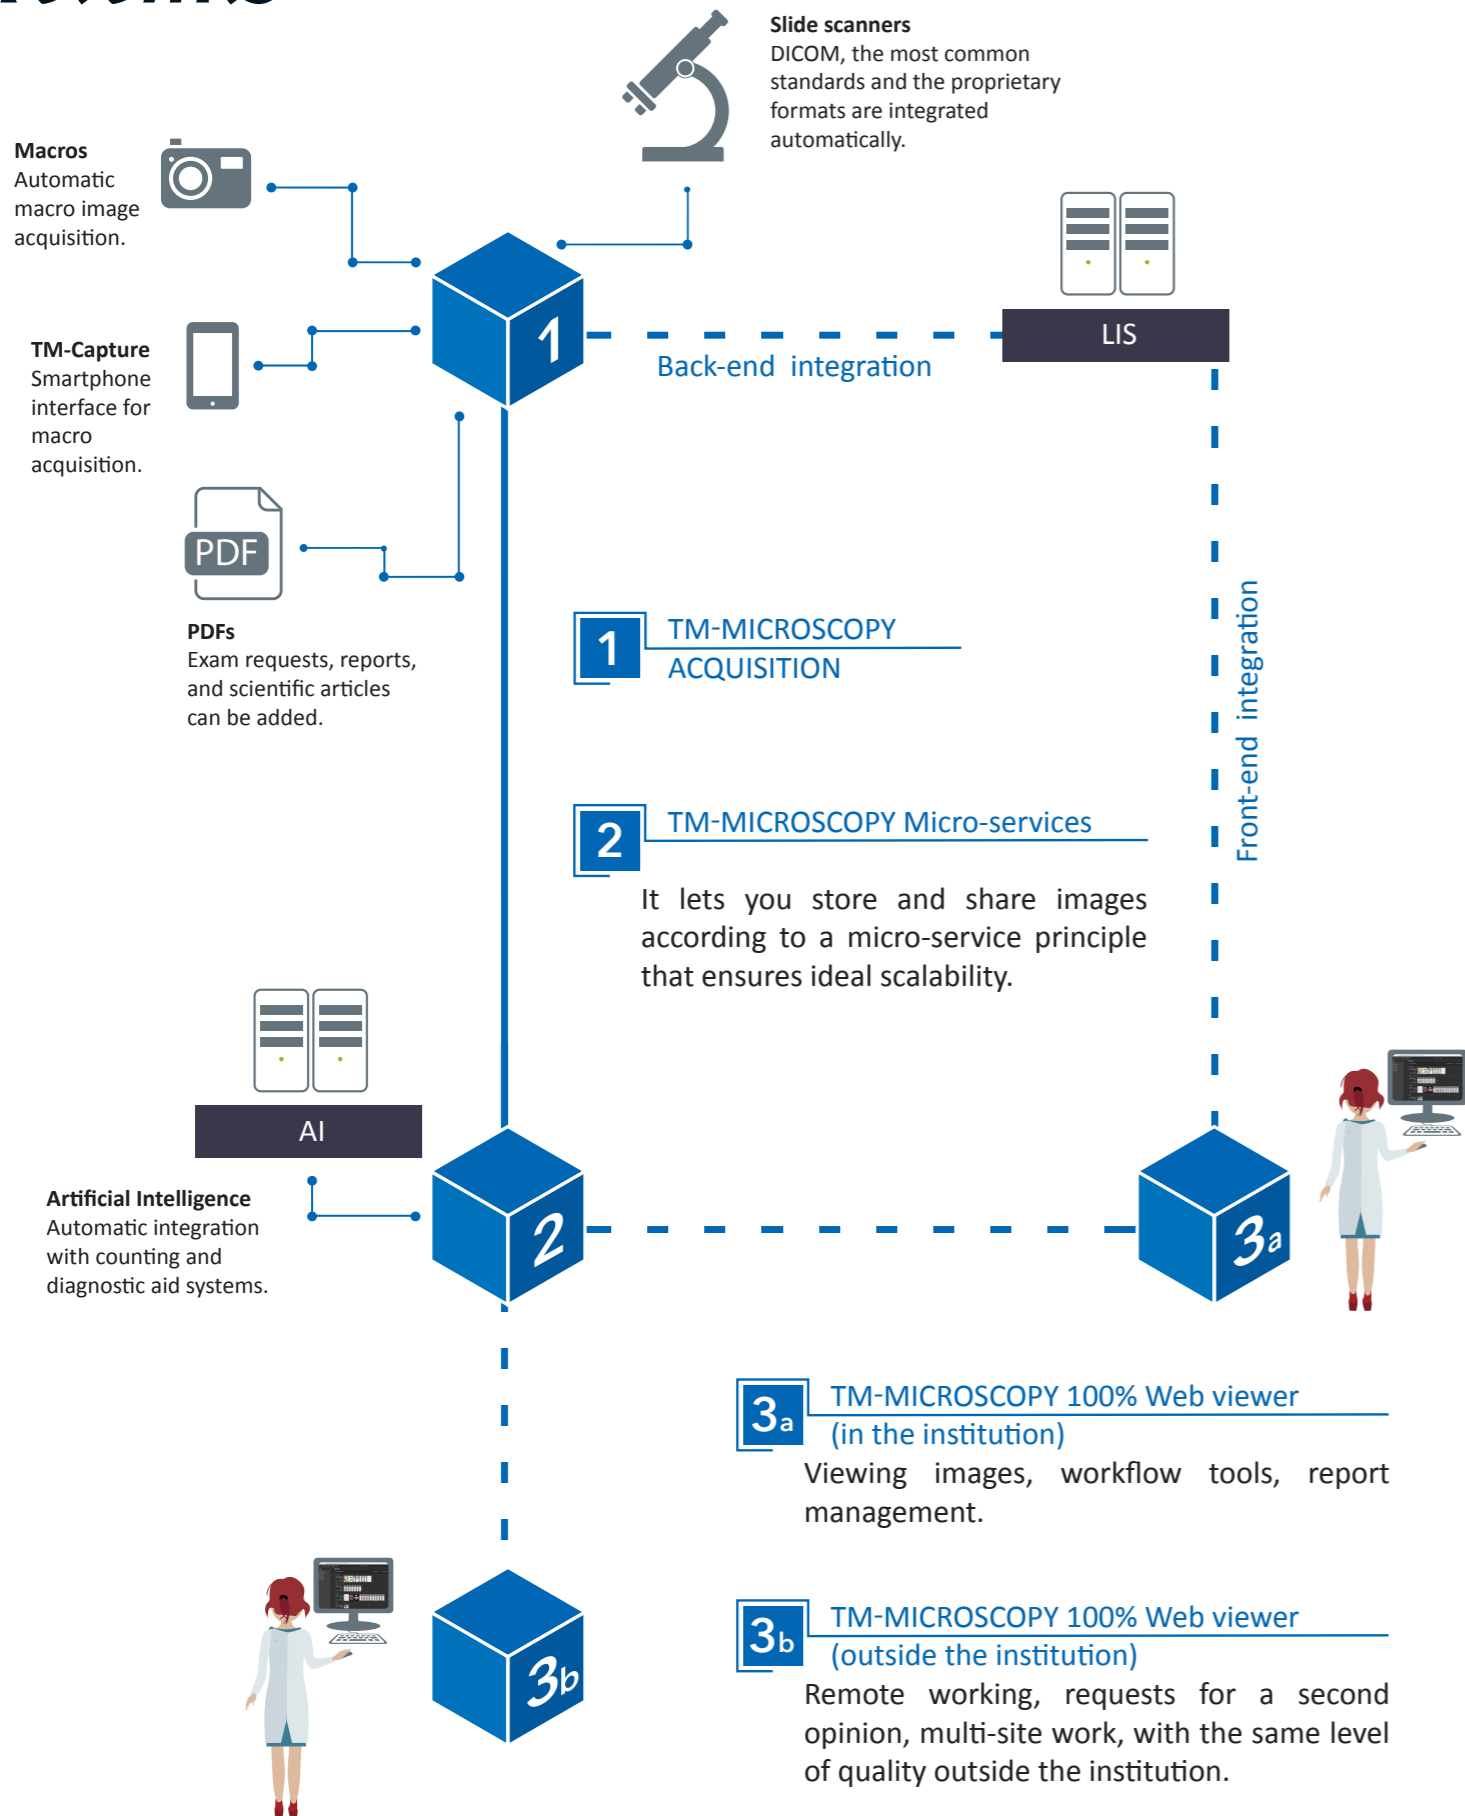 Slide scanners
DICOM, the most common
standards and the proprietary
formats are integrated
automatically.
Macros
Automatic
macro image
acquisition.
1
LIS
Back-end integration
TM-Capture
Smartphone
interface for
macro
acquisition.
PDF
PDFs
Exam requests, reports,
and scientific articles
can be added.
Front-end integration
1
TM-MICROSCOPY
ACQUISITION
2
TM-MICROSCOPY Micro-services
It lets you store and share images
according to a micro-service principle
that ensures ideal scalability.
AI
Artificial Intelligence
Automatic integration
with counting and
diagnostic aid systems.
2
3a
3a
TM-MICROSCOPY 100% Web viewer
(in the institution)
Viewing images, workflow tools, report
management.
3b
3b
TM-MICROSCOPY 100% Web viewer
(outside the institution)
Remote working, requests for a second
opinion, multi-site work, with the same level
of quality outside the institution.